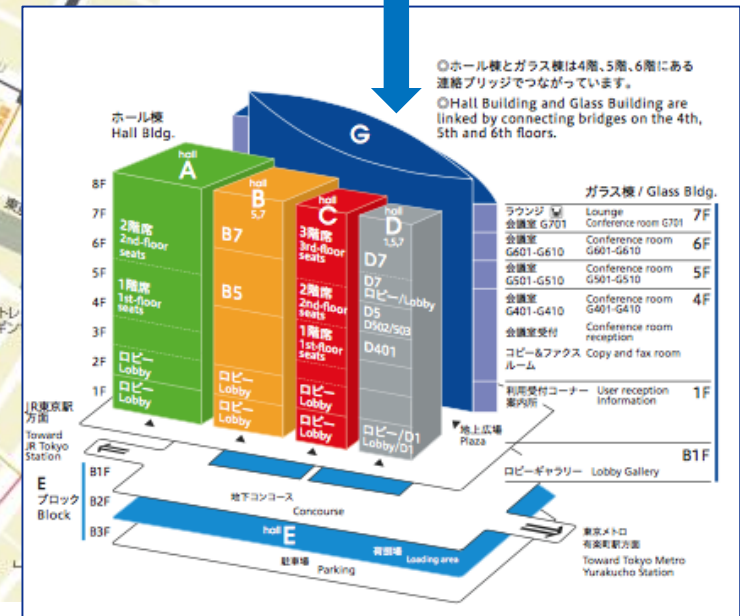 ◎ホール棟とガラス棟は4階、5階、6階にある
連絡ブリッジでつながっています。
◎Hall Building and Glass Building are
linked by connecting bridges on the 4th,
5th and 6th floors.
ホール棟
Hall Bldg.
G
hall
A
hall
B
5,7
hall
C
hall
D
1,5,7
8F
7F
6F
5F
4F
3F
2F
1F
2階席
2nd-floor
seats
1階席
1st-floor
seats
ロビー
Lobby
ロビー
Lobby
B7
B5
ロビー
Lobby
ロビー
Lobby
3階席
3rd-floor
seats
2階席
2nd-floor
seats
1階席
1st-floor
seats
ロビー
Lobby
ロビー
Lobby
D7
D7
ロビー/Lobby
D5
D502/503
D401
ロビー/D1
Lobby/D1
ガラス棟 / Glass Bldg.
ラウンジ Lounge 7F
会議室 G701 Conference room G701
会議室 Conference room 6F
G601-G610 G601-G610
会議室 Conference room 5F
G501-G510 G501-G510
会議室 Conference room 4F
G401-G410 G401-G410
会議室受付 Conference room
reception
コピー&ファクス Copy and fax room
ルーム
利用受付コーナー User reception 1F
案内所 Information
B1F
ロビーギャラリー Lobby Gallery
地上広場
Plaza
JR東京駅
方面
Toward
JR Tokyo
Station
E
ブロック
Block
B1F
B2F
B3F
地下コンコース
Concourse
hall E
荷捌場
Loading area
駐車場
Parking
東京メトロ
有楽町駅方面
Toward Tokyo Metro
Yurakucho Station